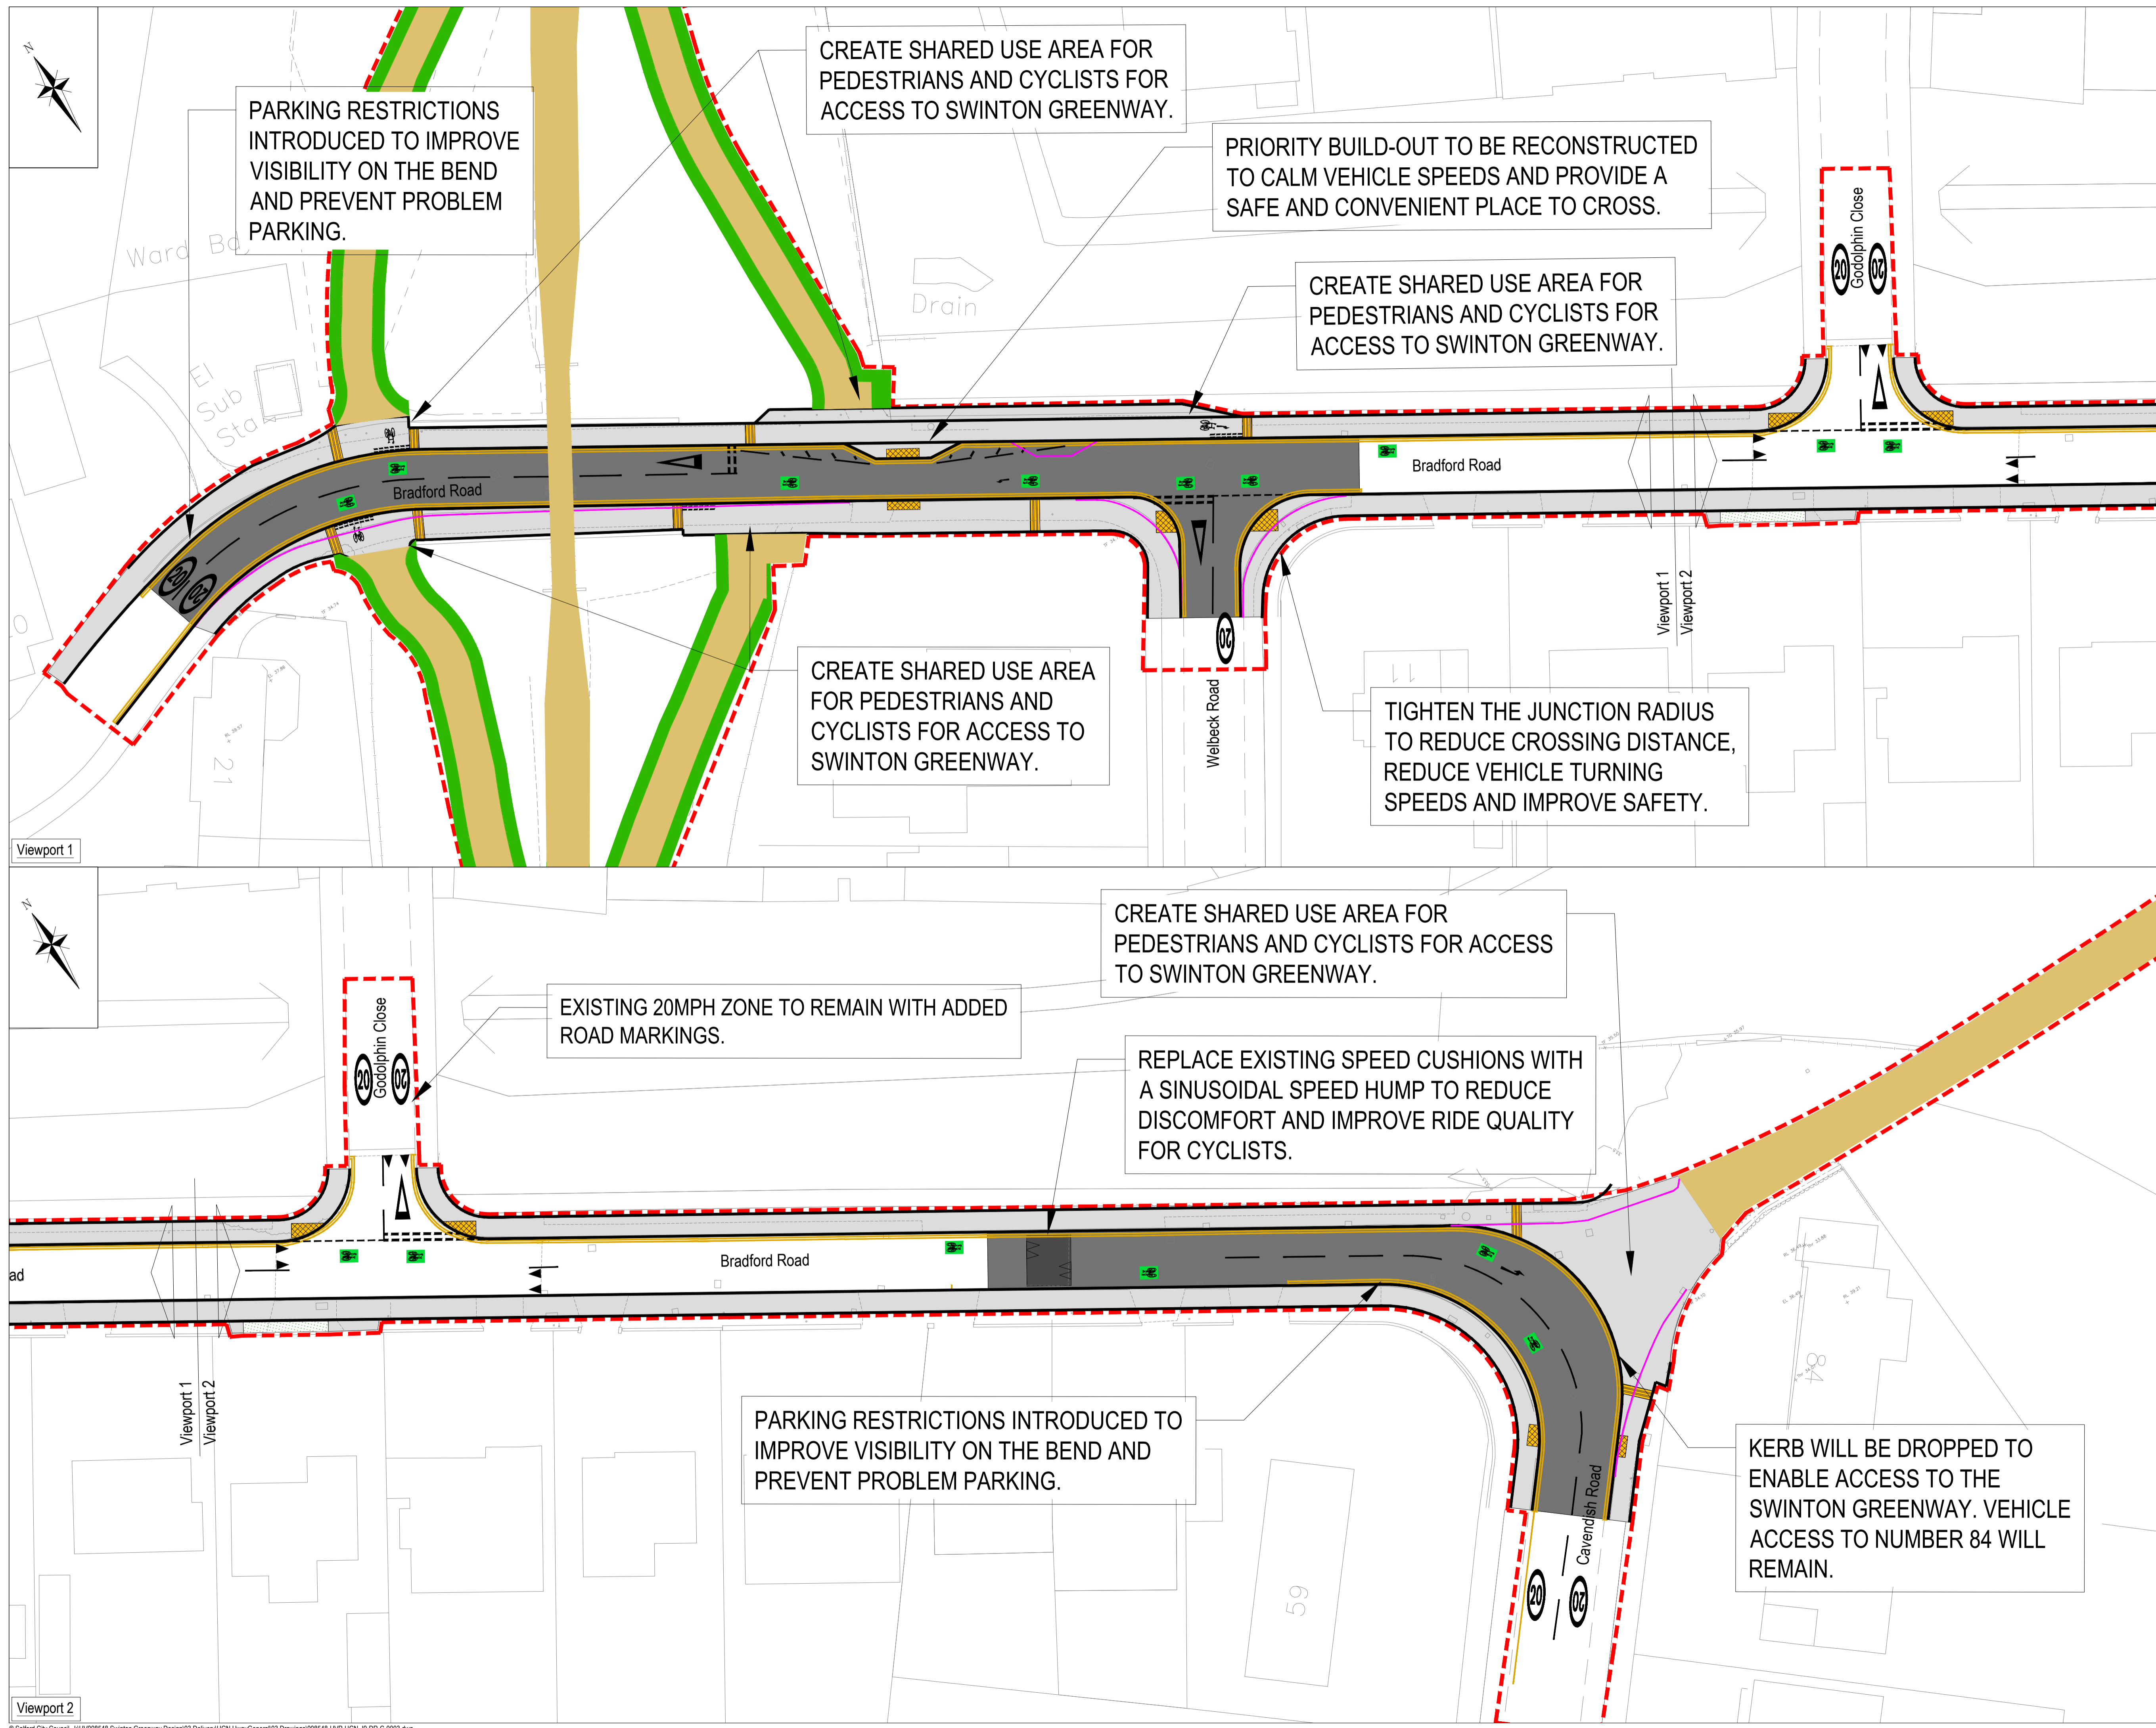 N
CREATE SHARED USE AREA FOR
PEDESTRIANS AND CYCLISTS FOR
ACCESS TO SWINTON GREENWAY.
PARKING RESTRICTIONS
INTRODUCED TO IMPROVE
VISIBILITY ON THE BEND
AND PREVENT PROBLEM
PARKING.
PRIORITY BUILD-OUT TO BE RECONSTRUCTED
TO CALM VEHICLE SPEEDS AND PROVIDE A
SAFE AND CONVENIENT PLACE TO CROSS.
Ward Bdy
CREATE SHARED USE AREA FOR
PEDESTRIANS AND CYCLISTS FOR
ACCESS TO SWINTON GREENWAY.
Drain
Godolphin Close
20
20
El
Sub
Sta
Bradford Road
Bradford Road
20
20
Viewport 1
Viewport 2
20
Welbeck Road
CREATE SHARED USE AREA
FOR PEDESTRIANS AND
CYCLISTS FOR ACCESS TO
SWINTON GREENWAY.
TIGHTEN THE JUNCTION RADIUS
TO REDUCE CROSSING DISTANCE,
REDUCE VEHICLE TURNING
SPEEDS AND IMPROVE SAFETY.
21
Viewport 1
N
CREATE SHARED USE AREA FOR
PEDESTRIANS AND CYCLISTS FOR ACCESS
TO SWINTON GREENWAY.
EXISTING 20MPH ZONE TO REMAIN WITH ADDED
ROAD MARKINGS.
Godolphin Close
20
20
REPLACE EXISTING SPEED CUSHIONS WITH
A SINUSOIDAL SPEED HUMP TO REDUCE
DISCOMFORT AND IMPROVE RIDE QUALITY
FOR CYCLISTS.
ad
Bradford Road
84
Viewport 1
Viewport 2
PARKING RESTRICTIONS INTRODUCED TO
IMPROVE VISIBILITY ON THE BEND AND
PREVENT PROBLEM PARKING.
KERB WILL BE DROPPED TO
ENABLE ACCESS TO THE
SWINTON GREENWAY. VEHICLE
ACCESS TO NUMBER 84 WILL
REMAIN.
Cavendish Road
20
20
59
Viewport 2